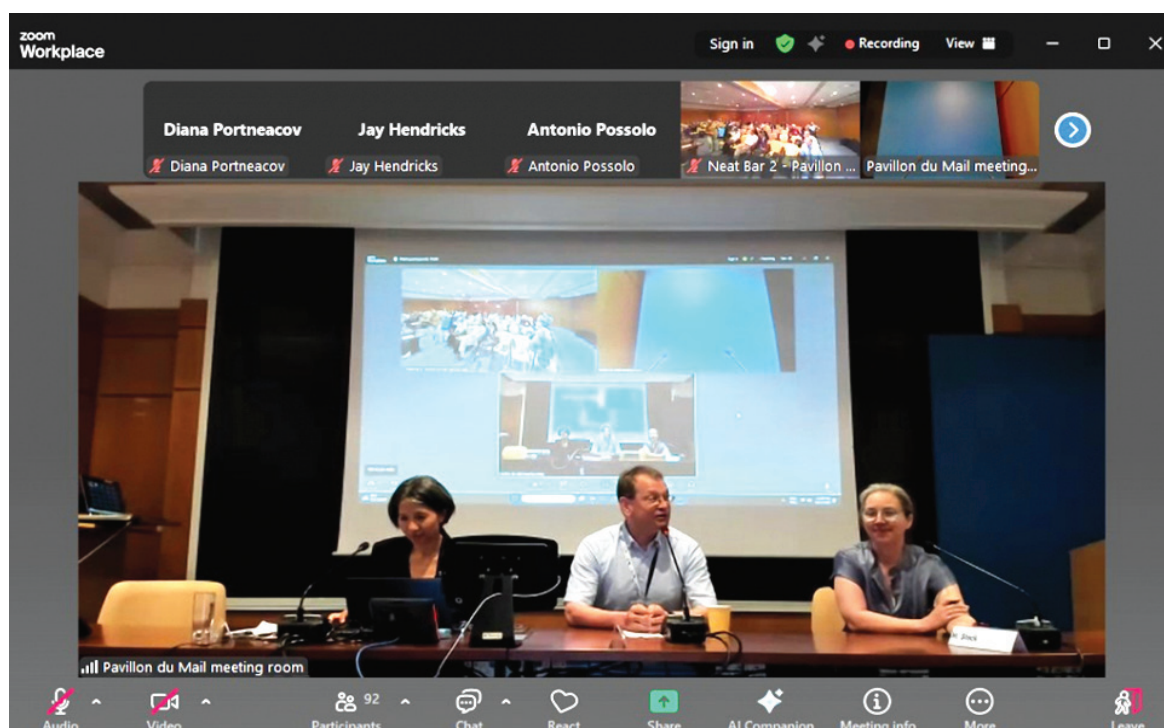 zoom
Workplace
Sign in
Recording
View
Diana Portneacov
Jay Hendricks
Antonio Possolo
Diana Portneacov
Jay Hendricks
Antonio Possolo
Neat Bar 2 - Pavillon ...
Pavillon du Mail meeting...
Pavillon du Mail meeting room
92
Audio
Video
Participants
Chat
React
Share
AI Companion
Meeting info
More
Leave